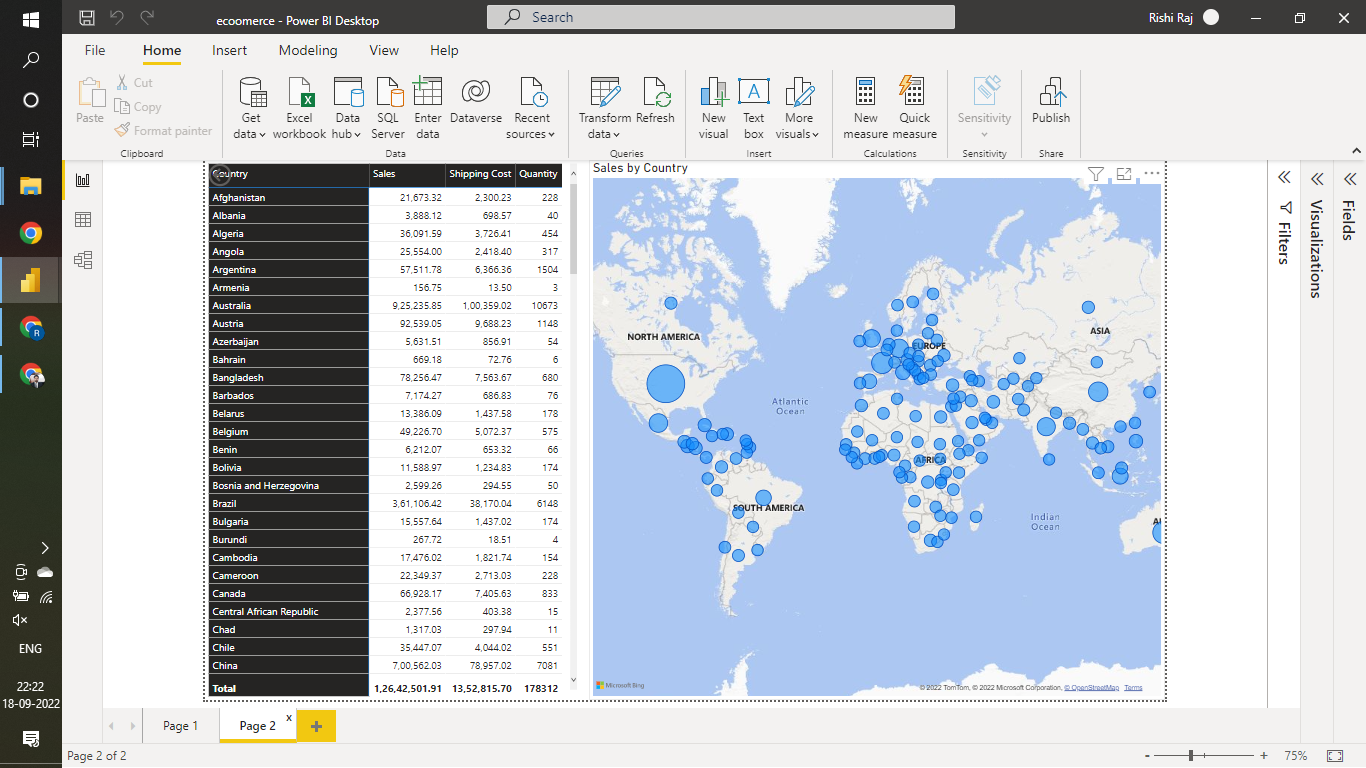 ecoomerce - Power BI Desktop
Search
Rishi Raj
File Home Insert Modeling View Help
Paste
Cut
Copy
Format painter
Clipboard
Get data
Excel workbook
Data hub
SQL Server
Enter data
Dataverse
Recent sources
Data
Transform data
Refresh
Queries
New visual
Text box
More visuals
Insert
New measure
Quick measure
Calculations
Sensitivity
Sensitivity
Publish
Share
Country Sales Shipping Cost Quantity
Afghanistan 21,673.32 2,300.23 228
Albania 3,888.12 698.57 40
Algeria 36,091.59 3,726.41 454
Angola 25,554.00 2,418.40 317
Argentina 57,511.78 6,366.36 1504
Armenia 156.75 13.50 3
Australia 9,25,235.85 1,00,359.02 10673
Austria 92,539.05 9,688.23 1148
Azerbaijan 5,631.51 856.91 54
Bahrain 669.18 72.76 6
Bangladesh 78,256.47 7,563.67 680
Barbados 7,174.27 686.83 76
Belarus 13,386.09 1,437.58 178
Belgium 49,226.70 5,072.37 575
Benin 6,212.07 653.32 66
Bolivia 11,588.97 1,234.83 174
Bosnia and Herzegovina 2,599.26 294.55 50
Brazil 3,61,106.42 38,170.04 6148
Bulgaria 15,557.64 1,437.02 174
Burundi 267.72 18.51 4
Cambodia 17,476.02 1,821.74 154
Cameroon 22,349.37 2,713.03 228
Canada 66,928.17 7,405.63 833
Central African Republic 2,377.56 403.38 15
Chad 1,317.03 297.94 11
Chile 35,447.07 4,044.02 551
China 7,00,562.03 78,957.02 7081
Total 1,26,42,501.91 13,52,815.70 178312
Sales by Country
NORTH AMERICA
EUROPE
ASIA
Atlantic
Ocean
AFRICA
SOUTH AMERICA
Indian
Ocean
Microsoft Bing
© 2022 TomTom, © 2022 Microsoft Corporation, © OpenStreetMap Terms
Filters
Visualizations
Fields
ENG
22:22
18-09-2022
Page 1
Page 2
Page 2 of 2
75%